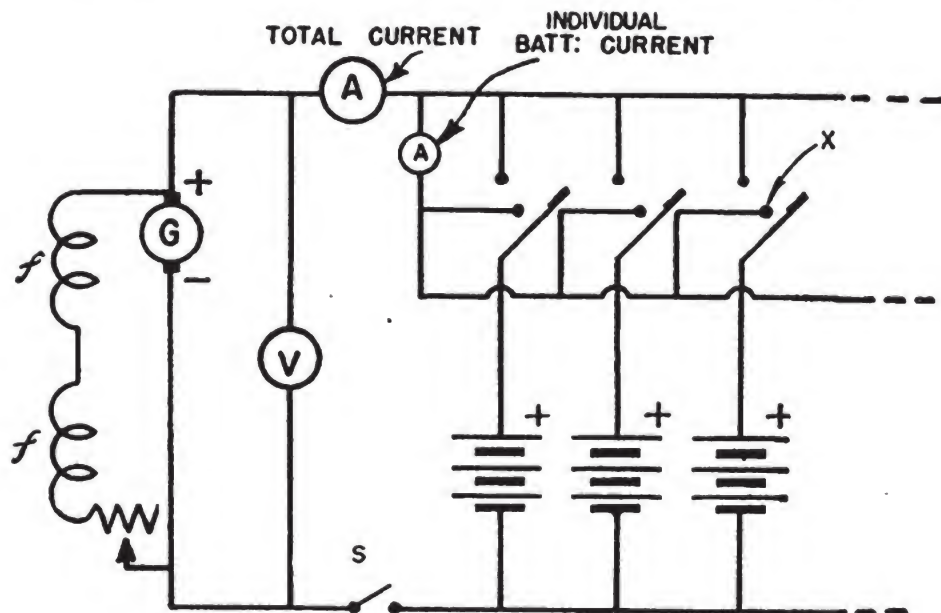 TOTAL CURRENT
INDIVIDUAL
BATT: CURRENT
A
A
X
+
G
-
f
V
f
+
+
+
S